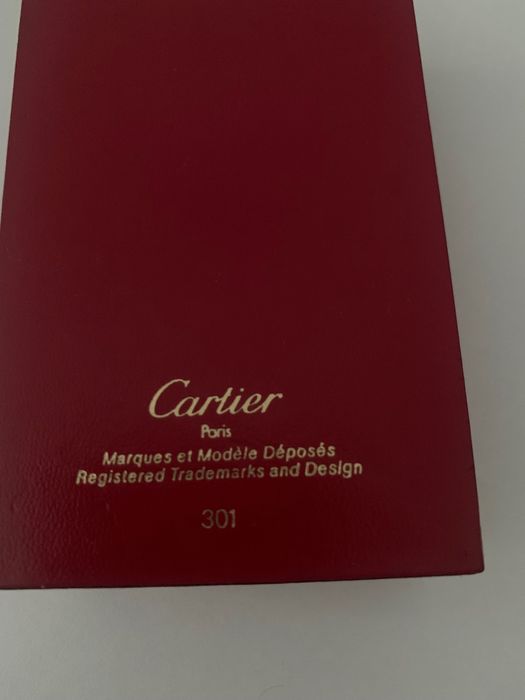 Cartier
Paris
Marques et Modèle Déposés
Registered Trademarks and Design
301